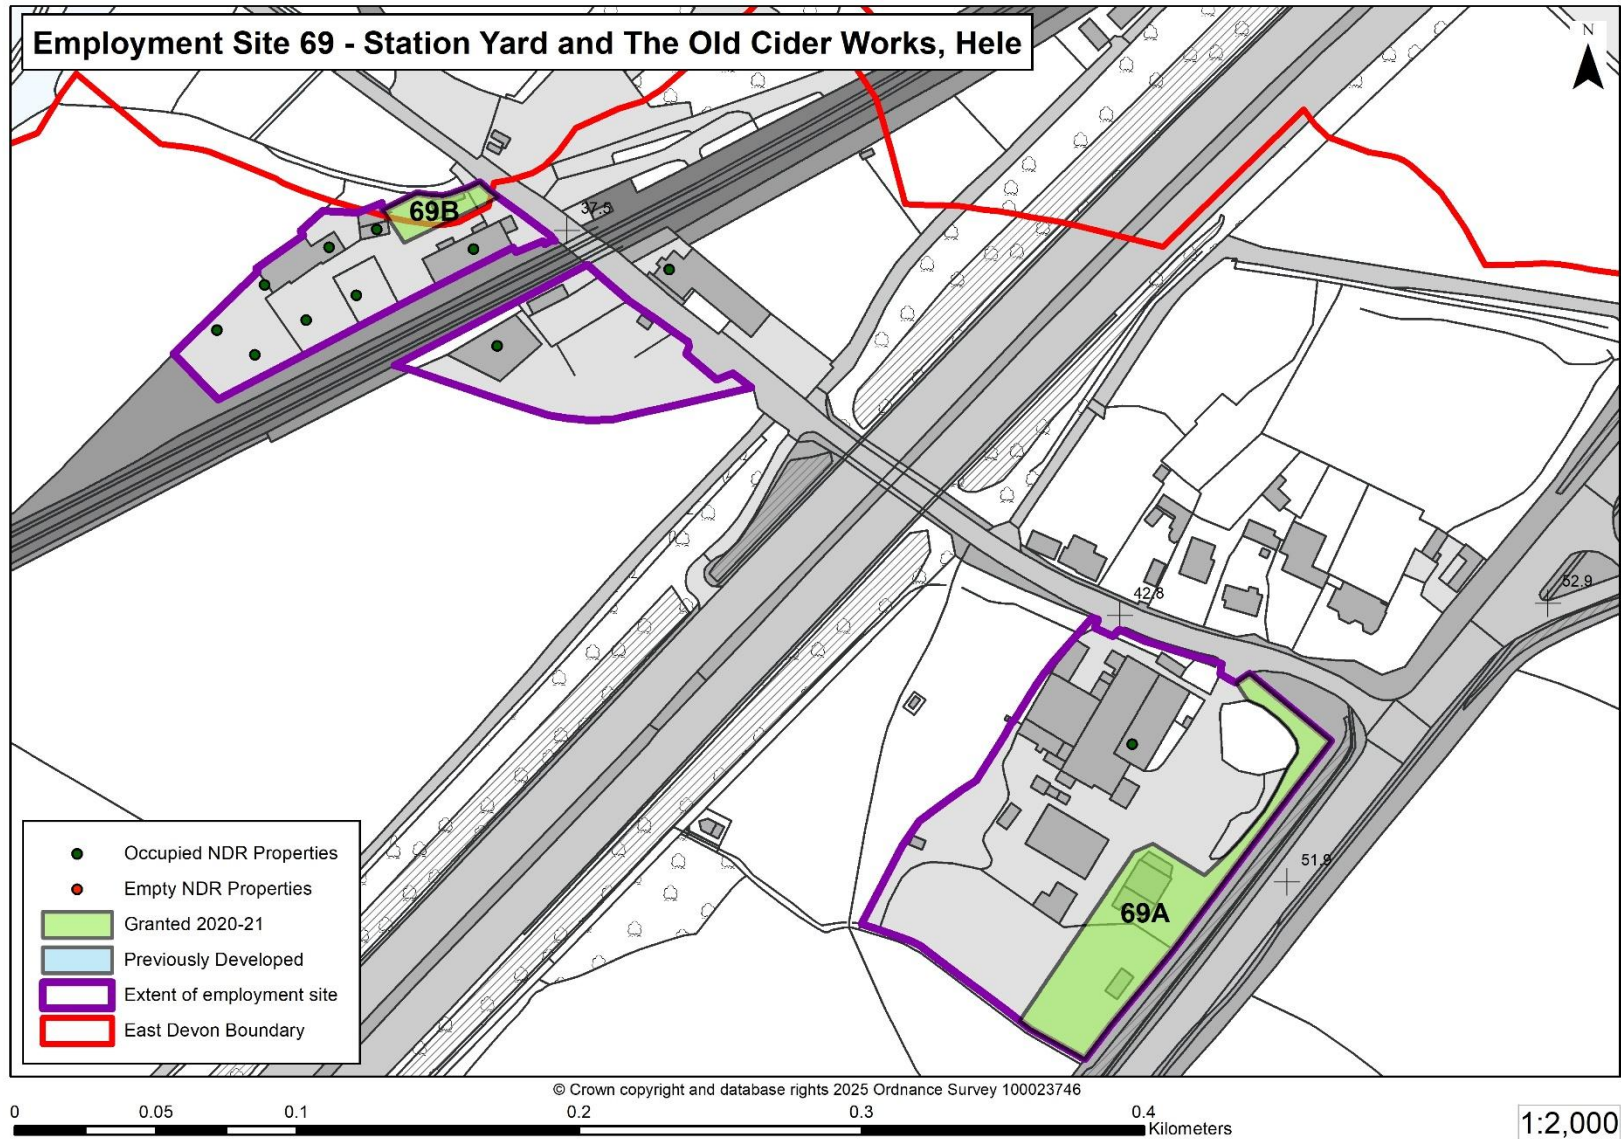 Employment Site 69 - Station Yard and The Old Cider Works, Hele
N
69B
37.5
42.8
52.9
51.9
69A
Occupied NDR Properties
Empty NDR Properties
Granted 2020-21
Previously Developed
Extent of employment site
East Devon Boundary
© Crown copyright and database rights 2025 Ordnance Survey 100023746
0 0.05 0.1 0.2 0.3 0.4
Kilometers
1:2,000